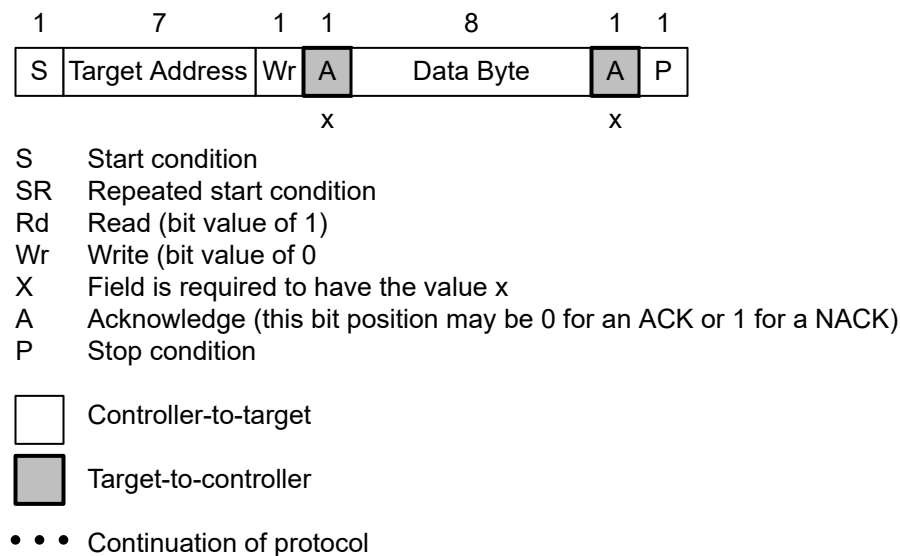 1 7 1 1 8 1 1
S Target Address Wr A Data Byte A P
x x
S Start condition
SR Repeated start condition
Rd Read (bit value of 1)
Wr Write (bit value of 0
X Field is required to have the value x
A Acknowledge (this bit position may be 0 for an ACK or 1 for a NACK)
P Stop condition
Controller-to-target
Target-to-controller
• • • Continuation of protocol